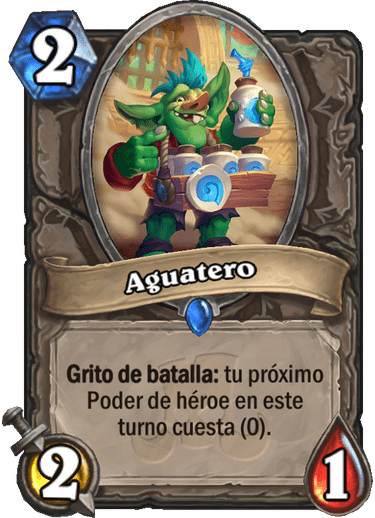 2
Aguatero
Grito de batalla: tu próximo
Poder de héroe en este
turno cuesta (0).
2
1